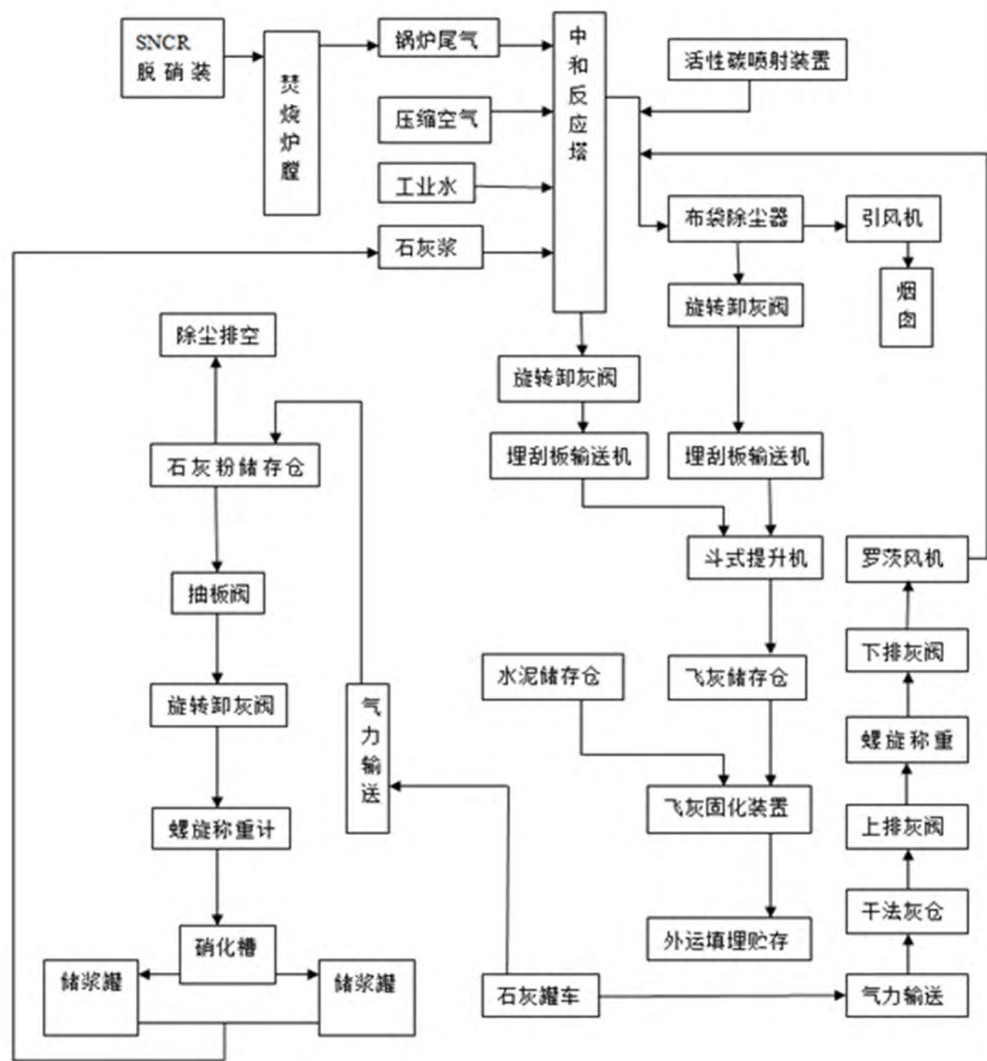 SNCR
脱硝装
焚烧炉膛
锅炉尾气
压缩空气
工业水
石灰浆
中和反应塔
活性碳喷射装置
布袋除尘器
引风机
烟囱
旋转卸灰阀
旋转卸灰阀
埋刮板输送机
埋刮板输送机
斗式提升机
罗茨风机
除尘排空
石灰粉储存仓
抽板阀
旋转卸灰阀
螺旋称重计
硝化槽
储浆罐
储浆罐
气力输送
水泥储存仓
飞灰储存仓
飞灰固化装置
外运填埋贮存
石灰罐车
下排灰阀
螺旋称重
上排灰阀
干法灰仓
气力输送